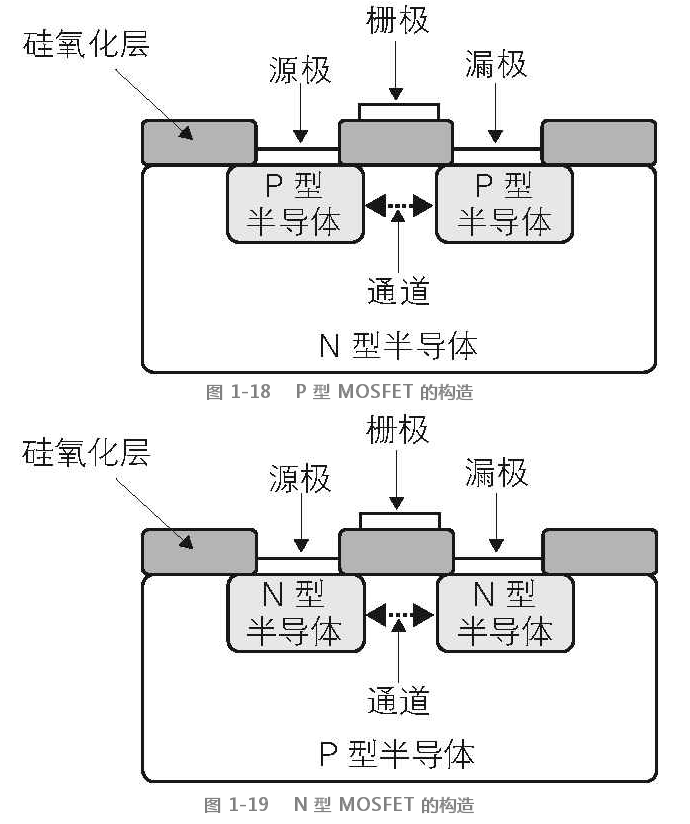 栅极
硅氧化层
源极
漏极
P 型
半导体
P 型
半导体
通道
N 型半导体
图 1-18 P 型 MOSFET 的构造
栅极
硅氧化层
源极
漏极
N 型
半导体
N 型
半导体
通道
P 型半导体
图 1-19 N 型 MOSFET 的构造